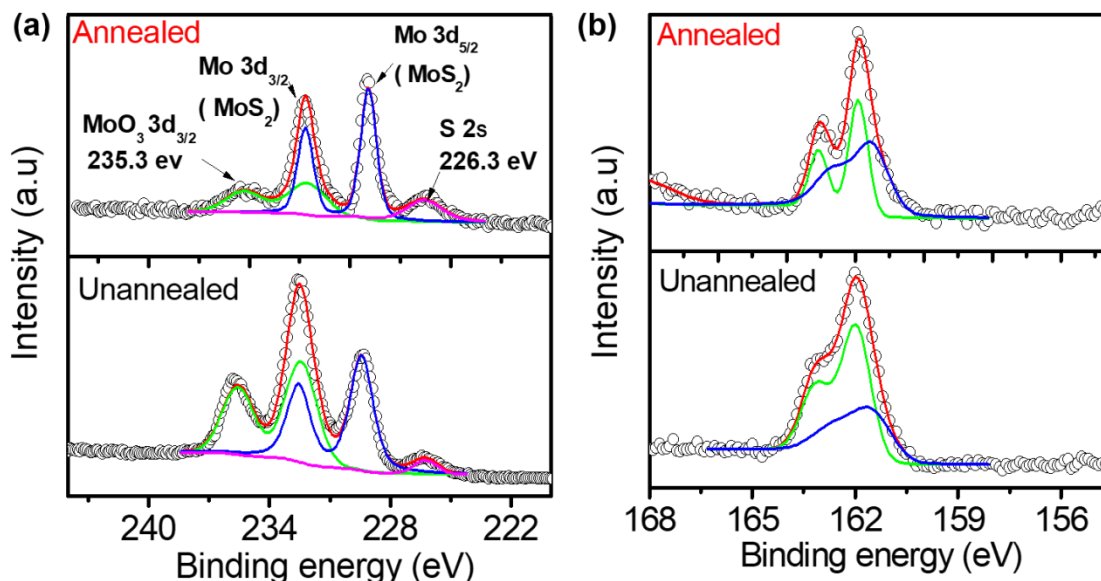 (a)
Annealed
Mo 3d3/2
( MoS2)
Mo 3d5/2
( MoS2)
MoO3 3d3/2
235.3 ev
S 2s
226.3 eV
Unannealed
Intensity (a.u)
Intensity (a.u)
240 234 228 222
Binding energy (eV)
(b)
Annealed
Unannealed
Intensity (a.u)
Intensity (a.u)
168 165 162 159 156
Binding energy (eV)